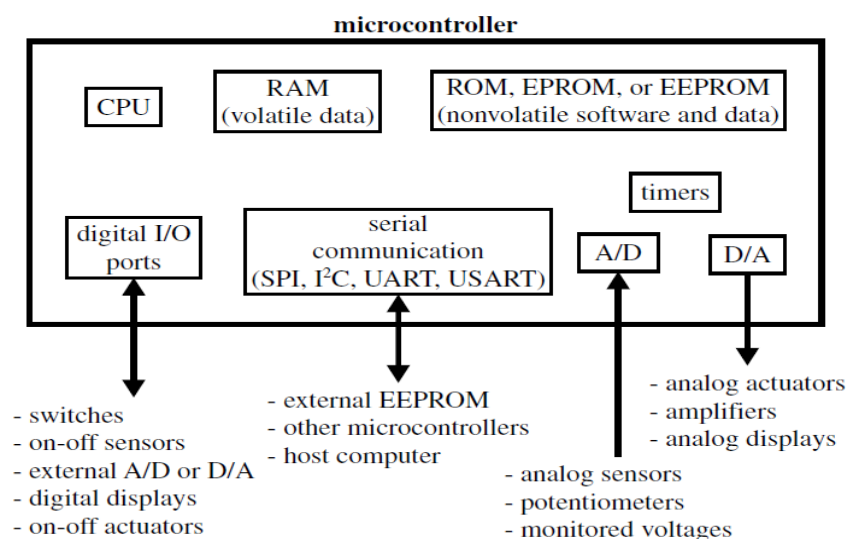 microcontroller
CPU
RAM
(volatile data)
ROM, EPROM, or EEPROM
(nonvolatile software and data)
timers
digital I/O
ports
serial
communication
(SPI, I²C, UART, USART)
A/D
D/A
- switches
- on-off sensors
- external A/D or D/A
- digital displays
- on-off actuators
- external EEPROM
- other microcontrollers
- host computer
- analog sensors
- potentiometers
- monitored voltages
- analog actuators
- amplifiers
- analog displays